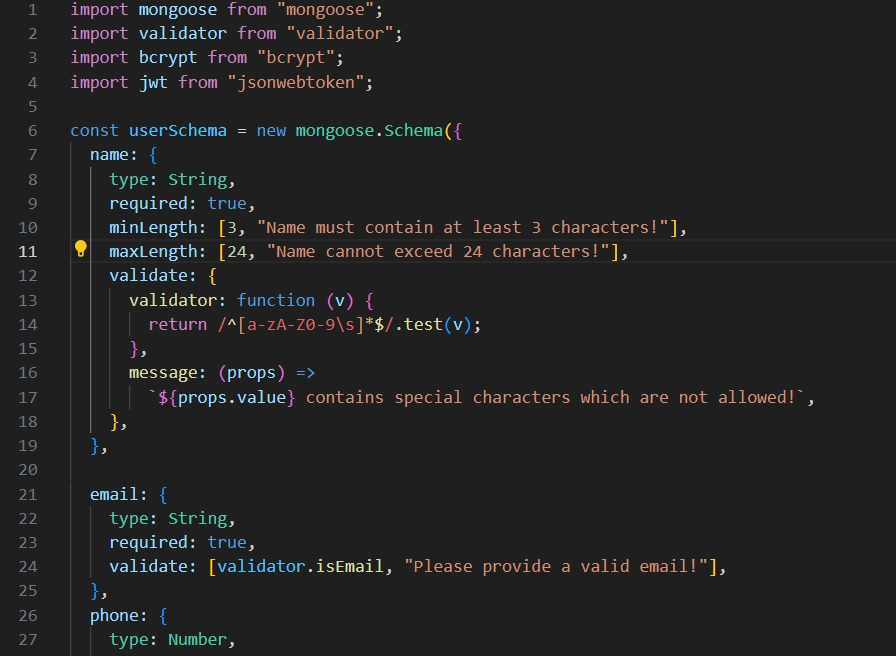 1 import mongoose from "mongoose";
2 import validator from "validator";
3 import bcrypt from "bcrypt";
4 import jwt from "jsonwebtoken";
5
6 const userSchema = new mongoose.Schema({
7   name: {
8     type: String,
9     required: true,
10     minLength: [3, "Name must contain at least 3 characters!"],
11     maxLength: [24, "Name cannot exceed 24 characters!"],
12     validate: {
13       validator: function (v) {
14         return /^[a-zA-Z0-9\s]*$/.test(v);
15       },
16       message: (props) =>
17         `${props.value} contains special characters which are not allowed!`,
18     },
19   },
20
21   email: {
22     type: String,
23     required: true,
24     validate: [validator.isEmail, "Please provide a valid email!"],
25   },
26   phone: {
27     type: Number,